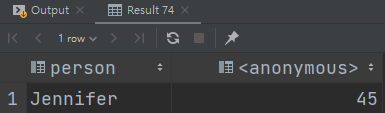 Output Result 74
1 row
person <anonymous>
1 Jennifer 45